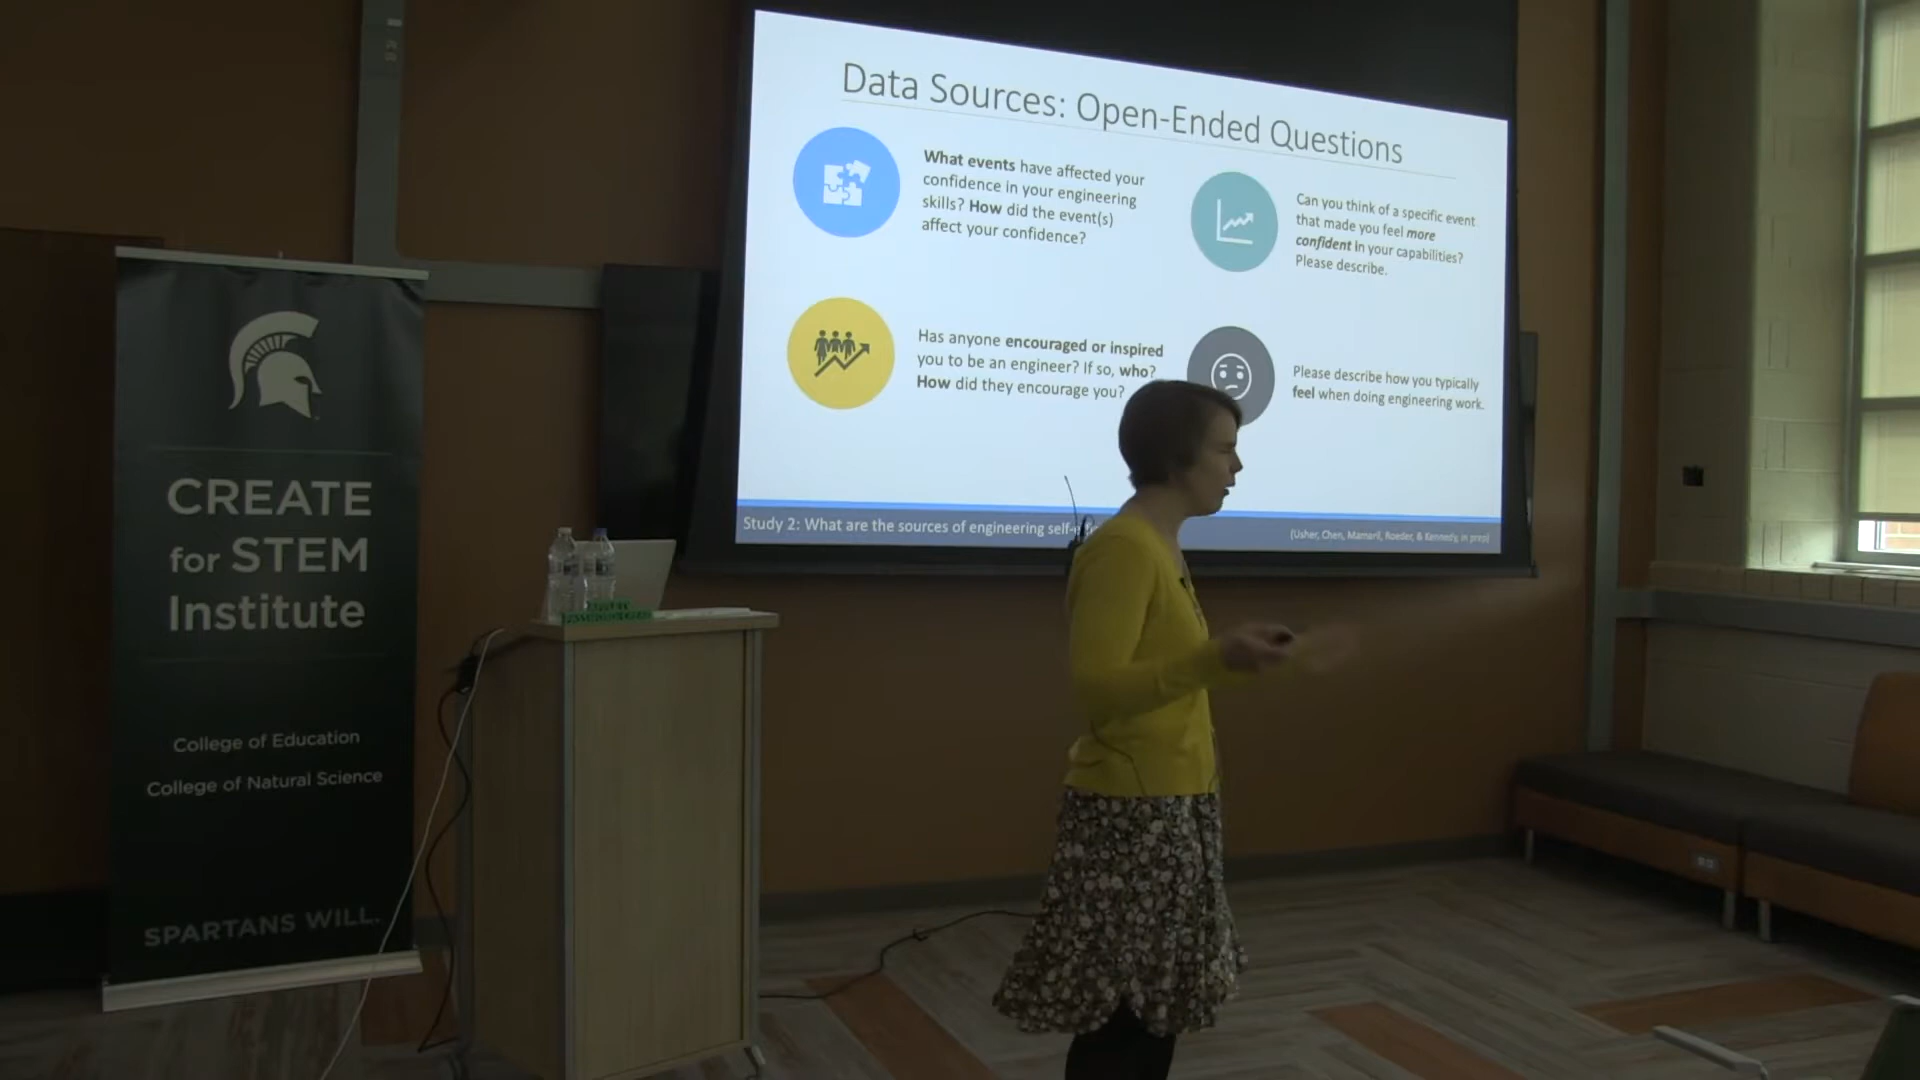 Data Sources: Open-Ended Questions
What events have affected your
confidence in your engineering
skills? How did the event(s)
affect your confidence?
Can you think of a specific event
that made you feel more
confident in your capabilities?
Please describe.
Has anyone encouraged or inspired
you to be an engineer? If so, who?
How did they encourage you?
Please describe how you typically
feel when doing engineering work.
Study 2: What are the sources of engineering self-
(Usher, Chen, Mamaril, Roeder, & Kennedy, in prep)
CREATE
for STEM
Institute
College of Education
College of Natural Science
SPARTANS WILL.